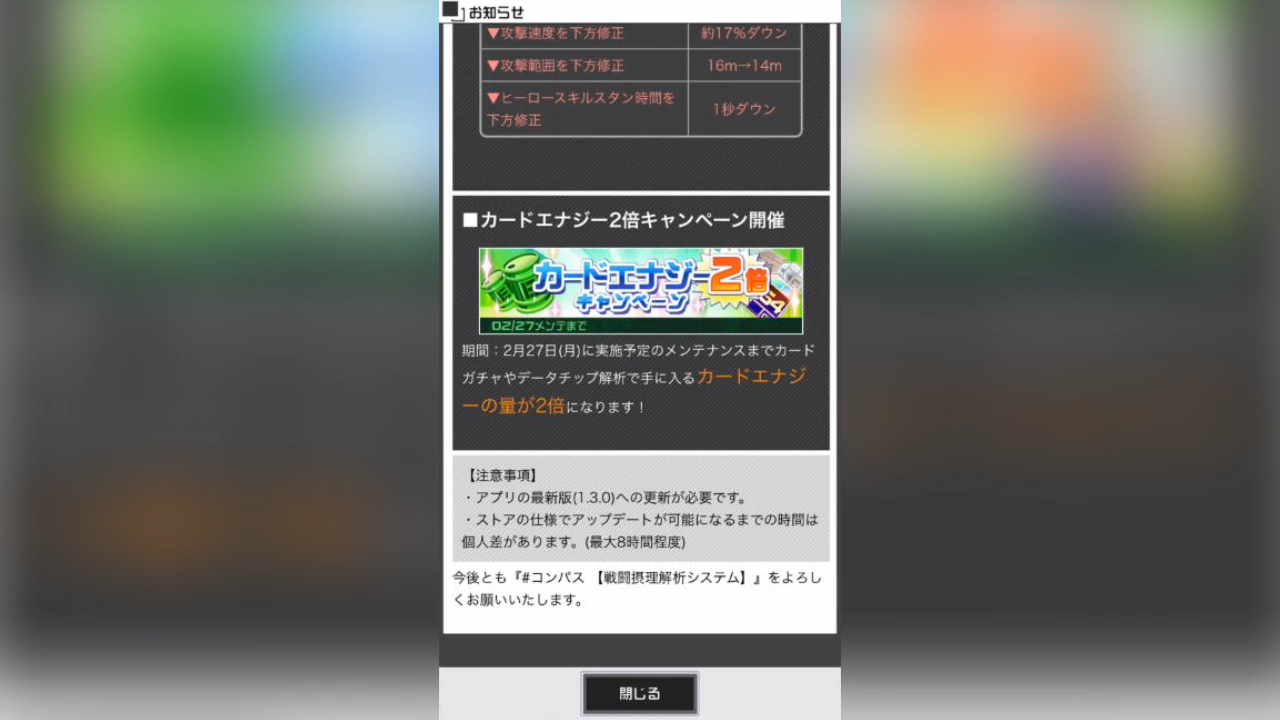 お知らせ
▼攻撃速度を下方修正 約17%ダウン
▼攻撃範囲を下方修正 16m→14m
▼ヒーロースキルスタン時間を
下方修正 1秒ダウン
■カードエナジー2倍キャンペーン開催
カードエナジー2倍
キャンペーン
02/27メンテまで
期間：2月27日(月)に実施予定のメンテナンスまでカード
ガチャやデータチップ解析で手に入るカードエナジ
ーの量が2倍になります！
【注意事項】
・アプリの最新版(1.3.0)への更新が必要です。
・ストアの仕様でアップデートが可能になるまでの時間は
個人差があります。(最大8時間程度)
今後とも『#コンパス 【戦闘摂理解析システム】』をよろし
くお願いいたします。
閉じる